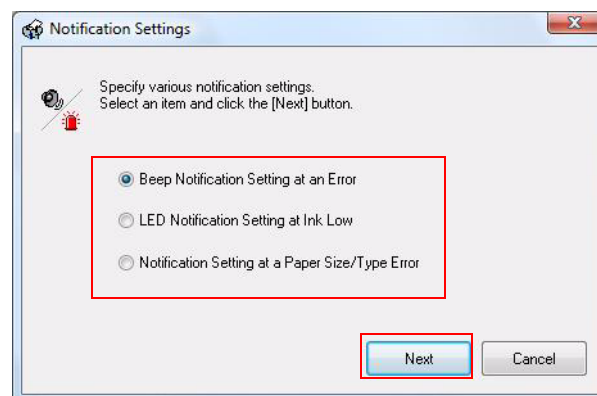 Notification Settings
Specify various notification settings.
Select an item and click the [Next] button.
Beep Notification Setting at an Error
LED Notification Setting at Ink Low
Notification Setting at a Paper Size/Type Error
Next Cancel